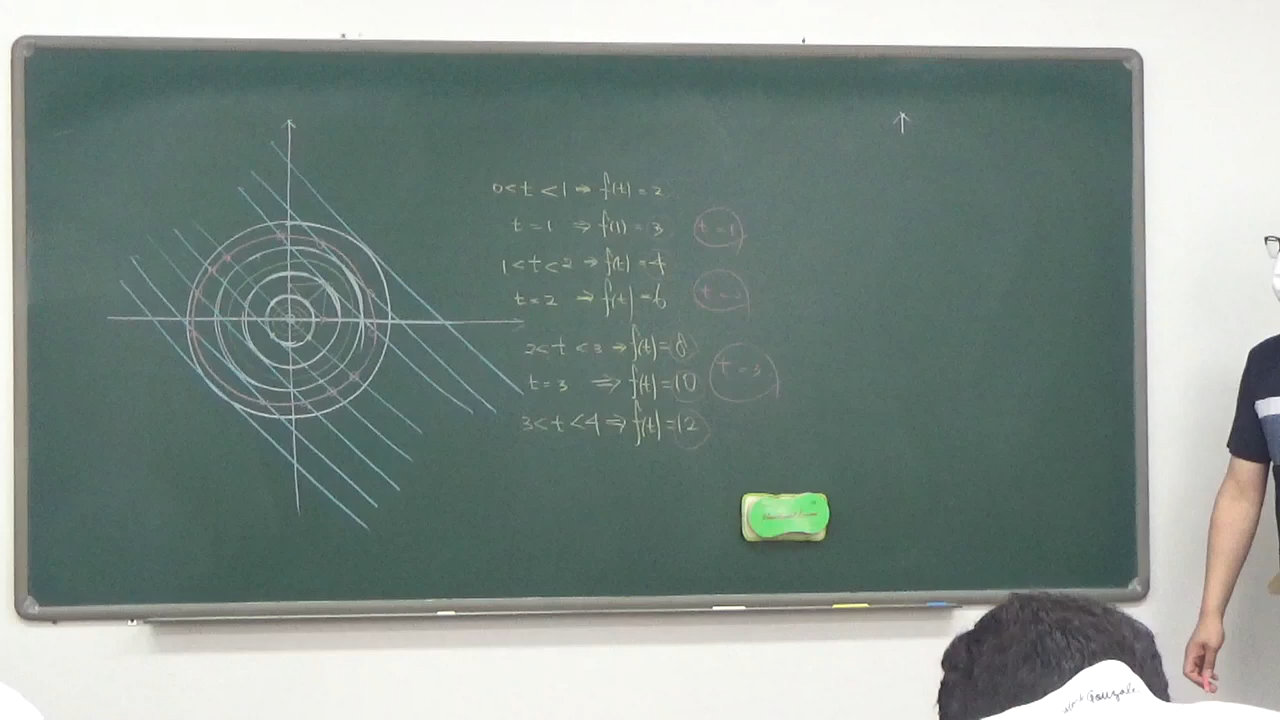 0<t<1 ⇒ f(t)=2
t=1 ⇒ f(1)=3 t=1
1<t<2 ⇒ f(t)=4
t=2 ⇒ f(t)=6 t=2
2<t<3 ⇒ f(t)=8
t=3 ⇒ f(t)=10 t=3
3<t<4 ⇒ f(t)=12